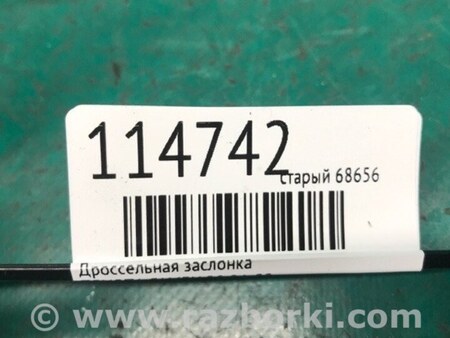 114742
старый 68656
Дроссельная заслонка
© www.razborki.com